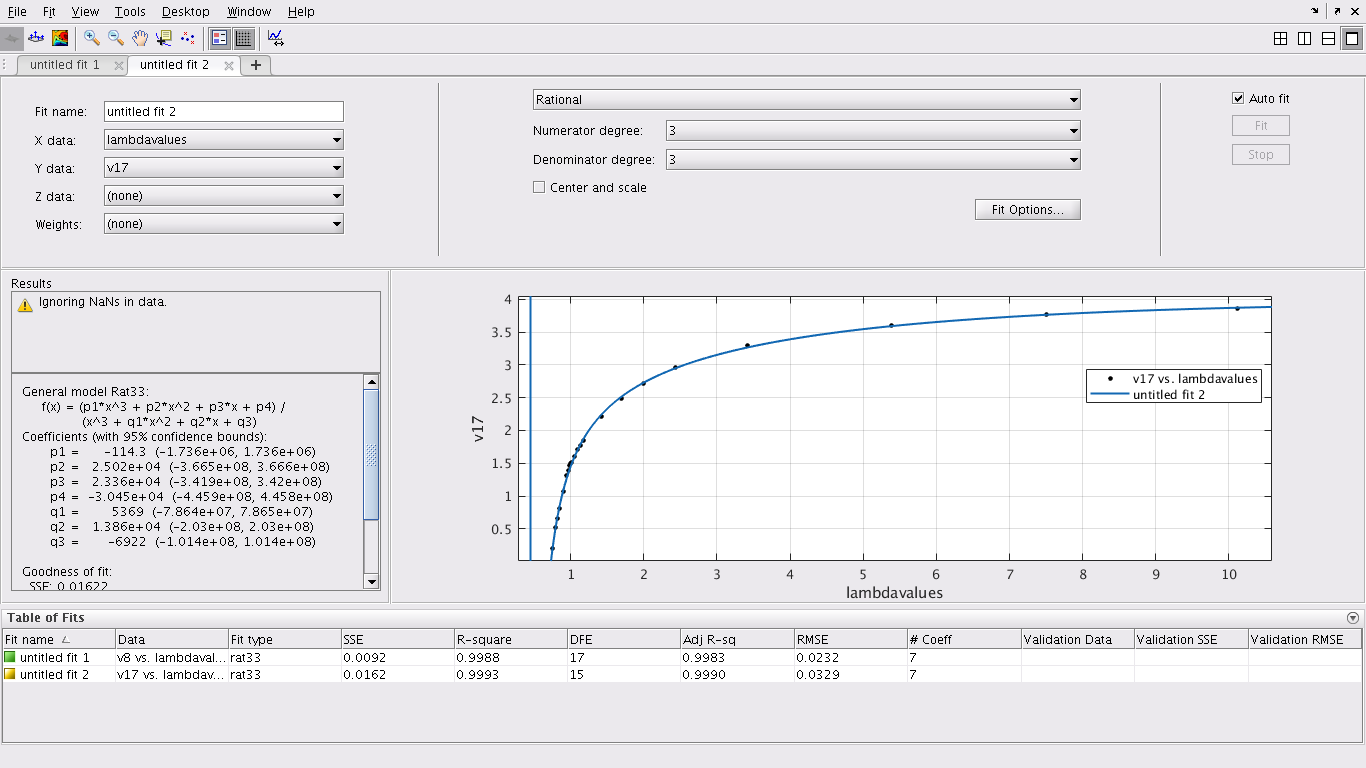 File Fit View Tools Desktop Window Help
untitled fit 1 untitled fit 2
Fit name: untitled fit 2
X data: lambdavalues
Y data: v17
Z data: (none)
Weights: (none)
Rational
Numerator degree: 3
Denominator degree: 3
Center and scale
Fit Options...
Auto fit
Fit
Stop
Results
Ignoring NaNs in data.
General model Rat33:
f(x) = (p1*x^3 + p2*x^2 + p3*x + p4) /
(x^3 + q1*x^2 + q2*x + q3)
Coefficients (with 95% confidence bounds):
p1 = -114.3 (-1.736e+06, 1.736e+06)
p2 = 2.502e+04 (-3.665e+08, 3.666e+08)
p3 = 2.336e+04 (-3.419e+08, 3.42e+08)
p4 = -3.045e+04 (-4.459e+08, 4.458e+08)
q1 = 5369 (-7.864e+07, 7.865e+07)
q2 = 1.386e+04 (-2.03e+08, 2.03e+08)
q3 = -6922 (-1.014e+08, 1.014e+08)
Goodness of fit:
SSE: 0.01622
4
3.5
3
2.5
2
1.5
1
0.5
v17
1 2 3 4 5 6 7 8 9 10
lambdavalues
v17 vs. lambdavalues
untitled fit 2
Table of Fits
Fit name Data Fit type SSE R-square DFE Adj R-sq RMSE # Coeff Validation Data Validation SSE Validation RMSE
untitled fit 1 v8 vs. lambdaval... rat33 0.0092 0.9988 17 0.9983 0.0232 7
untitled fit 2 v17 vs. lambdav... rat33 0.0162 0.9993 15 0.9990 0.0329 7